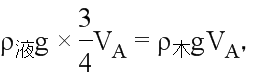 ρ液g × 3/4 V_A = ρ木gV_A,